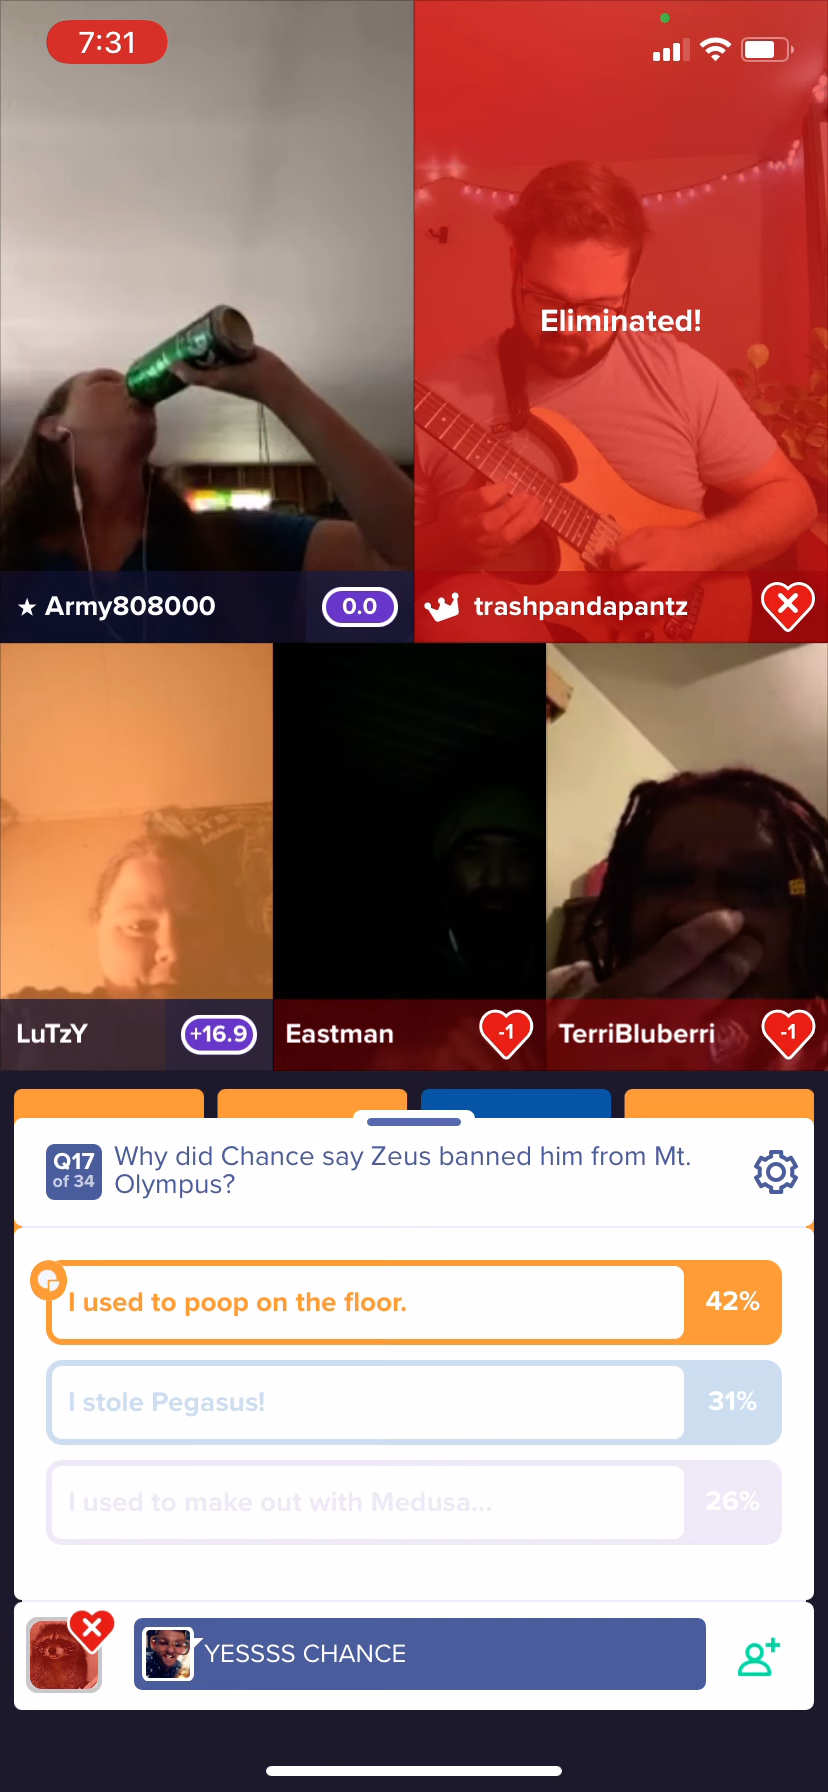 7:31
Eliminated!
★ Army808000
0.0
trashpandapantz
LuTzY
+16.9
Eastman
-1
TerriBluberri
-1
Q17
of 34
Why did Chance say Zeus banned him from Mt.
Olympus?
I used to poop on the floor.
42%
I stole Pegasus!
31%
I used to make out with Medusa...
26%
YESSSS CHANCE